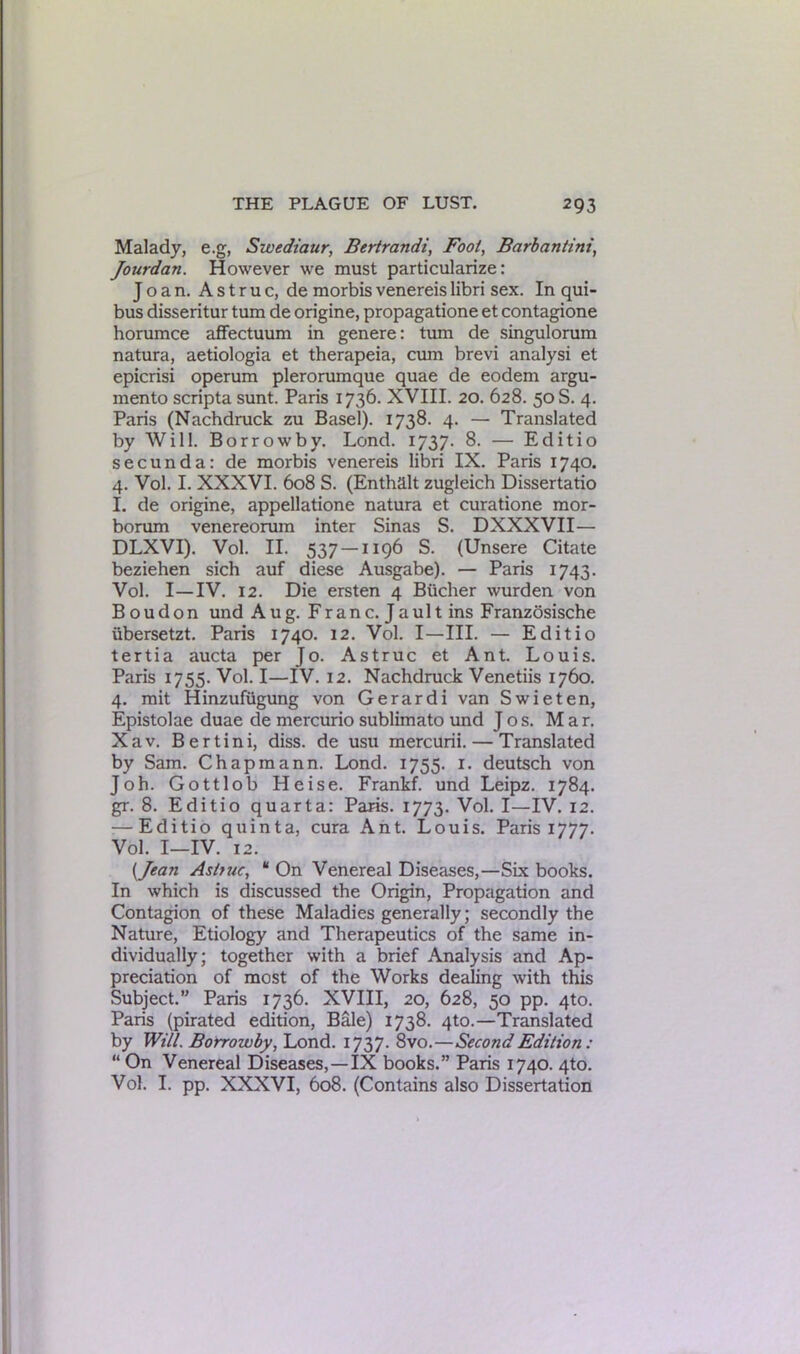 THE PLAGUE OF LUST. 293
Malady, e.g, Swediaur, Bertrandi, Foot, Barbantini,
Jourdan. However we must particularize:
Joan. Astruc, de morbis venereis libri sex. In qui-
bus disseritur tum de origine, propagatione et contagione
horumce affectuum in genere: tum de singulorum
natura, aetiologia et therapeia, cum brevi analysi et
epicrisi operum plerorumque quae de eodem argu-
mento scripta sunt. Paris 1736. XVIII. 20. 628. 50 S. 4.
Paris (Nachdruck zu Basel). 1738. 4. — Translated
by Will. Borrowby. Lond. 1737. 8. — Editio
secunda: de morbis venereis libri IX. Paris 1740.
4. Vol. I. XXXVI. 608 S. (Enthält zugleich Dissertatio
I. de origine, appellatione natura et curatione mor-
borum venereorum inter Sinas S. DXXXVII—
DLXVI). Vol. II. 537—1196 S. (Unsere Citate
beziehen sich auf diese Ausgabe). — Paris 1743.
Vol. I—IV. 12. Die ersten 4 Bücher wurden von
Boudon und Aug. Franc. Jault ins Französische
übersetzt. Paris 1740. 12. Vol. I—III. — Editio
tertia aucta per Jo. Astruc et Ant. Louis.
Paris 1755. Vol. I—IV. 12. Nachdruck Venetiis 1760.
4. mit Hinzufügung von Gerardi van Swieten,
Epistolae duae de mercurio sublimato und Jos. Mar.
Xav. Bertini, diss. de usu mercurii. — Translated
by Sam. Chapmann. Lond. 1755. 1. deutsch von
Joh. Gottlob Heise. Frankf. und Leipz. 1784.
gr. 8. Editio quarta: Paris. 1773. Vol. I—IV. 12.
— Editio quinta, cura Ant. Louis. Paris 1777.
Vol. I—IV. 12.
(Jean Astruc, “ On Venereal Diseases,—Six books.
In which is discussed the Origin, Propagation and
Contagion of these Maladies generally; secondly the
Nature, Etiology and Therapeutics of the same in-
dividually; together with a brief Analysis and Ap-
preciation of most of the Works dealing with this
Subject.” Paris 1736. XVIII, 20, 628, 50 pp. 4to.
Paris (pirated edition, Bâle) 1738. 4to.—Translated
by Will. Borrowby, Lond. 1737. 8vo.—Second Edition:
“ On Venereal Diseases,—IX books.” Paris 1740. 4to.
Vol. I. pp. XXXVI, 608. (Contains also Dissertation